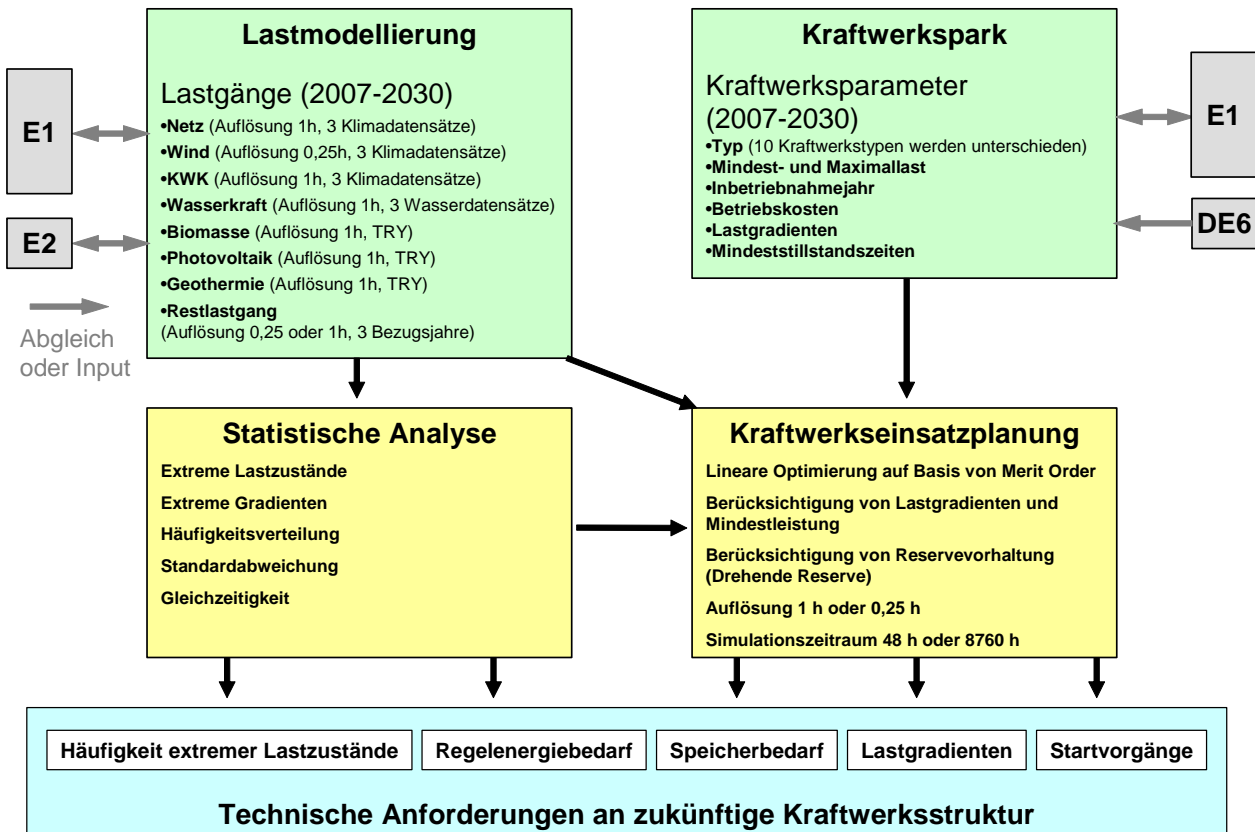 Lastmodellierung
Lastgänge (2007-2030)
•Netz (Auflösung 1h, 3 Klimadatensätze)
•Wind (Auflösung 0,25h, 3 Klimadatensätze)
•KWK (Auflösung 1h, 3 Klimadatensätze)
•Wasserkraft (Auflösung 1h, 3 Wasserdatensätze)
•Biomasse (Auflösung 1h, TRY)
•Photovoltaik (Auflösung 1h, TRY)
•Geothermie (Auflösung 1h, TRY)
•Restlastgang
(Auflösung 0,25 oder 1h, 3 Bezugsjahre)
E1
E2
Abgleich
oder Input
Kraftwerkspark
Kraftwerksparameter
(2007-2030)
•Typ (10 Kraftwerkstypen werden unterschieden)
•Mindest- und Maximallast
•Inbetriebnahmejahr
•Betriebskosten
•Lastgradienten
•Mindeststillstandszeiten
E1
DE6
Statistische Analyse
Extreme Lastzustände
Extreme Gradienten
Häufigkeitsverteilung
Standardabweichung
Gleichzeitigkeit
Kraftwerkseinsatzplanung
Lineare Optimierung auf Basis von Merit Order
Berücksichtigung von Lastgradienten und
Mindestleistung
Berücksichtigung von Reservevorhaltung
(Drehende Reserve)
Auflösung 1 h oder 0,25 h
Simulationszeitraum 48 h oder 8760 h
Häufigkeit extremer Lastzustände
Regelenergiebedarf
Speicherbedarf
Lastgradienten
Startvorgänge
Technische Anforderungen an zukünftige Kraftwerksstruktur